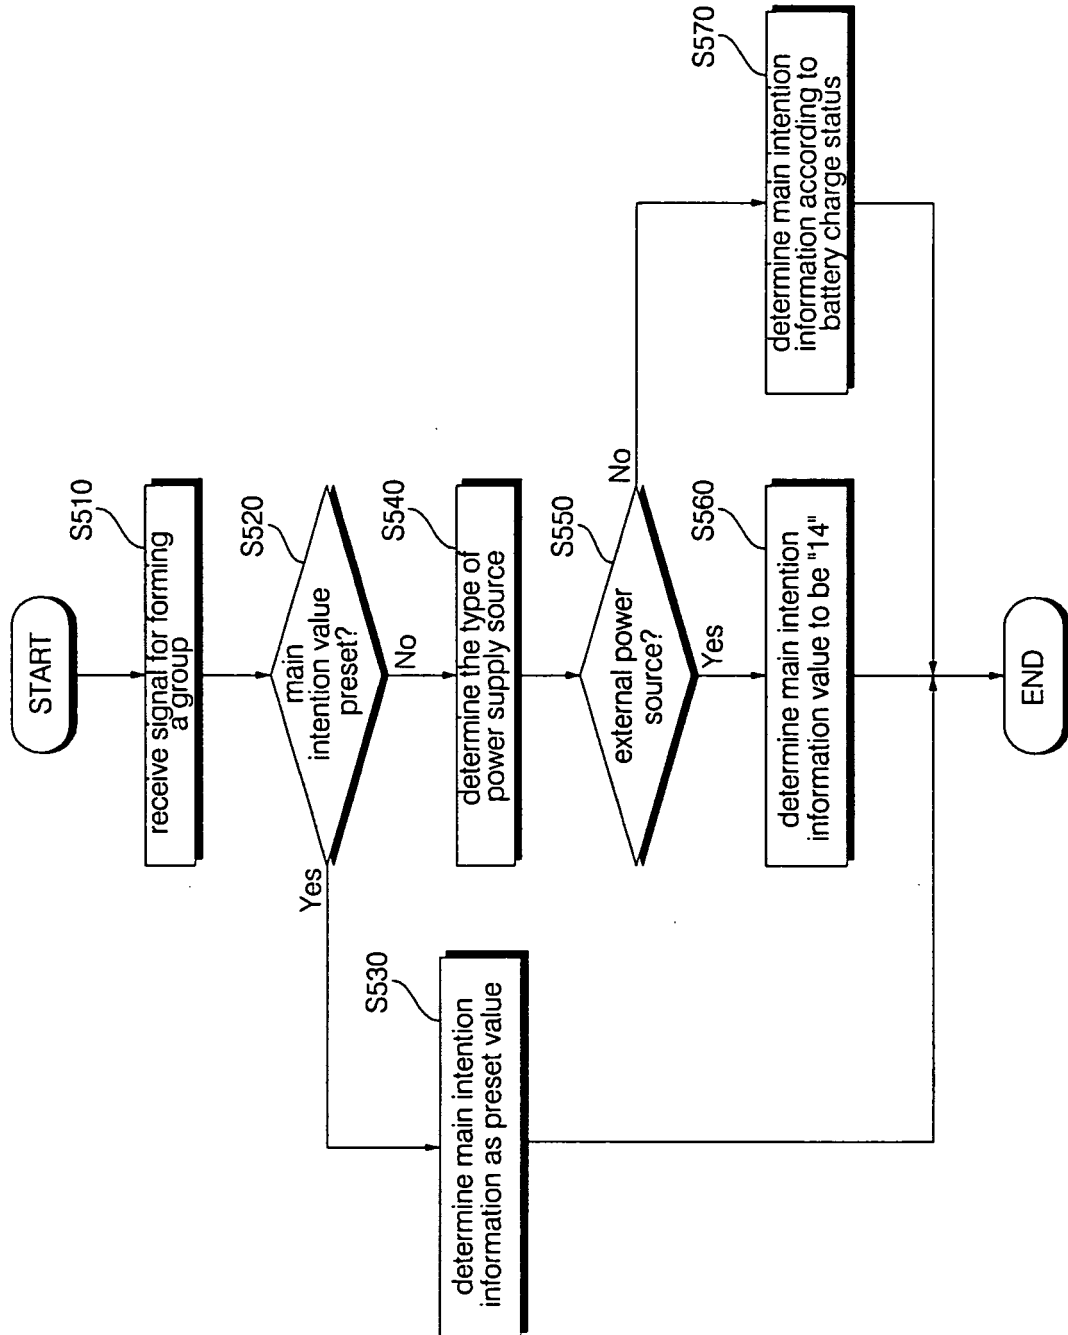 START
S510
receive signal for forming
a group
S520
main
intention value
preset?
Yes
No
S530
determine main intention
information as preset value
S540
determine the type of
power supply source
S550
external power
source?
No
Yes
S560
determine main intention
information value to be "14"
S570
determine main intention
information according to
battery charge status
END